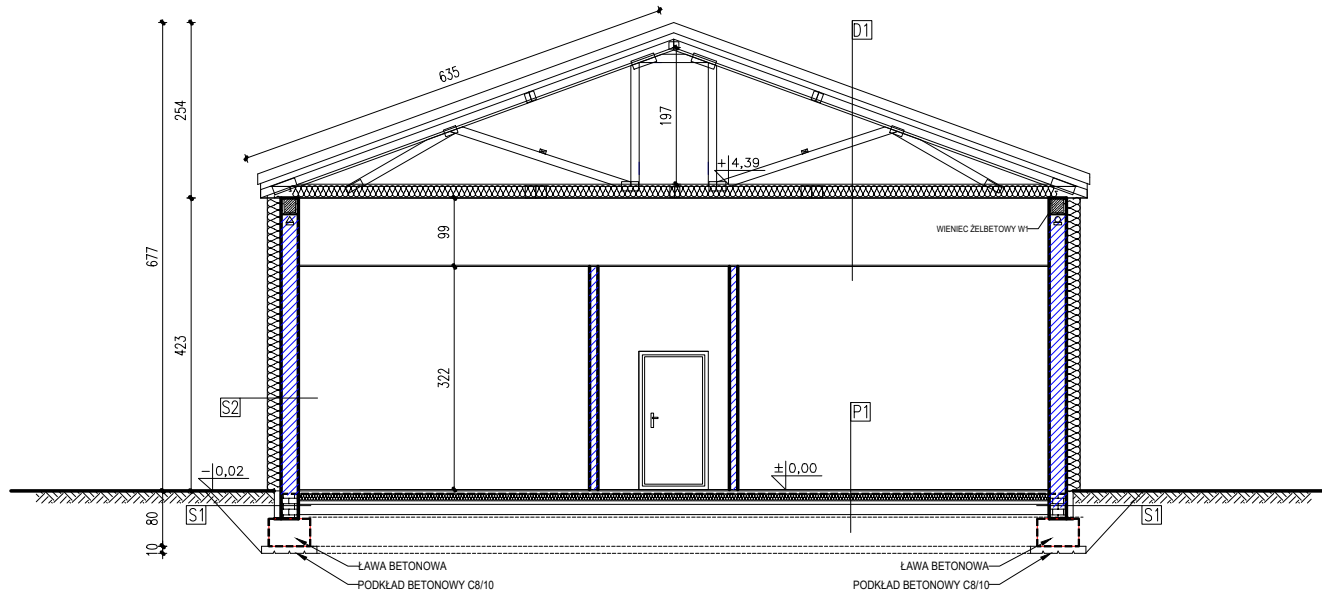 D1
635
254
197
+4,39
WIENIEC ŻELBETOWY W1
99
677
423
322
S2
P1
-0,02
±0,00
S1
S1
80
10
ŁAWA BETONOWA
ŁAWA BETONOWA
PODKŁAD BETONOWY C8/10
PODKŁAD BETONOWY C8/10